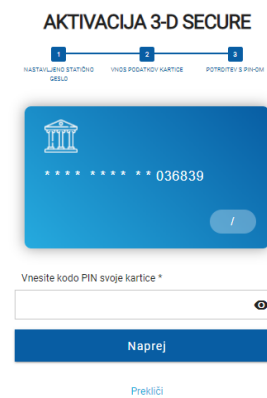 AKTIVACIJA 3-D SECURE
1 2 3
NASTAVLJENO STATIČNO GESLO
VNOS PODATKOV KARTICE
POTRDITEV S PIN-OM
**** **** ** 036839
/
Vnesite kodo PIN svoje kartice *
Naprej
Prekliči